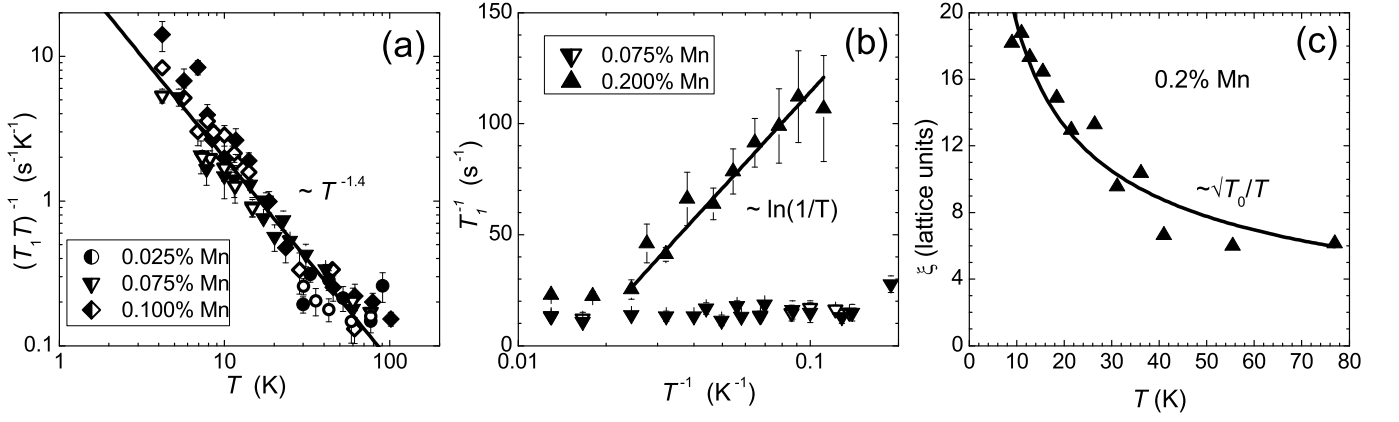 (a)
10
1
0.1
(T₁T)⁻¹ (s⁻¹K⁻¹)
~ T⁻¹·⁴
0.025% Mn
0.075% Mn
0.100% Mn
1
10
100
T (K)
(b)
150
100
50
0
T₁⁻¹ (s⁻¹)
0.075% Mn
0.200% Mn
~ ln(1/T)
0.01
0.1
T⁻¹ (K⁻¹)
(c)
20
16
12
8
4
0
ξ (lattice units)
0.2% Mn
~√T₀/T
0
10
20
30
40
50
60
70
80
T (K)